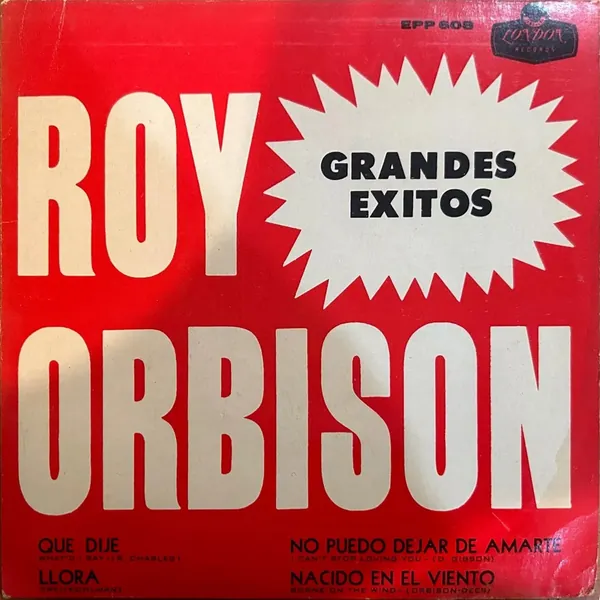 EPP 608
LONDON
RECORDS
ROY
GRANDES
EXITOS
ORBISON
QUE DIJE
NO PUEDO DEJAR DE AMARTE
LLORA
NACIDO EN EL VIENTO